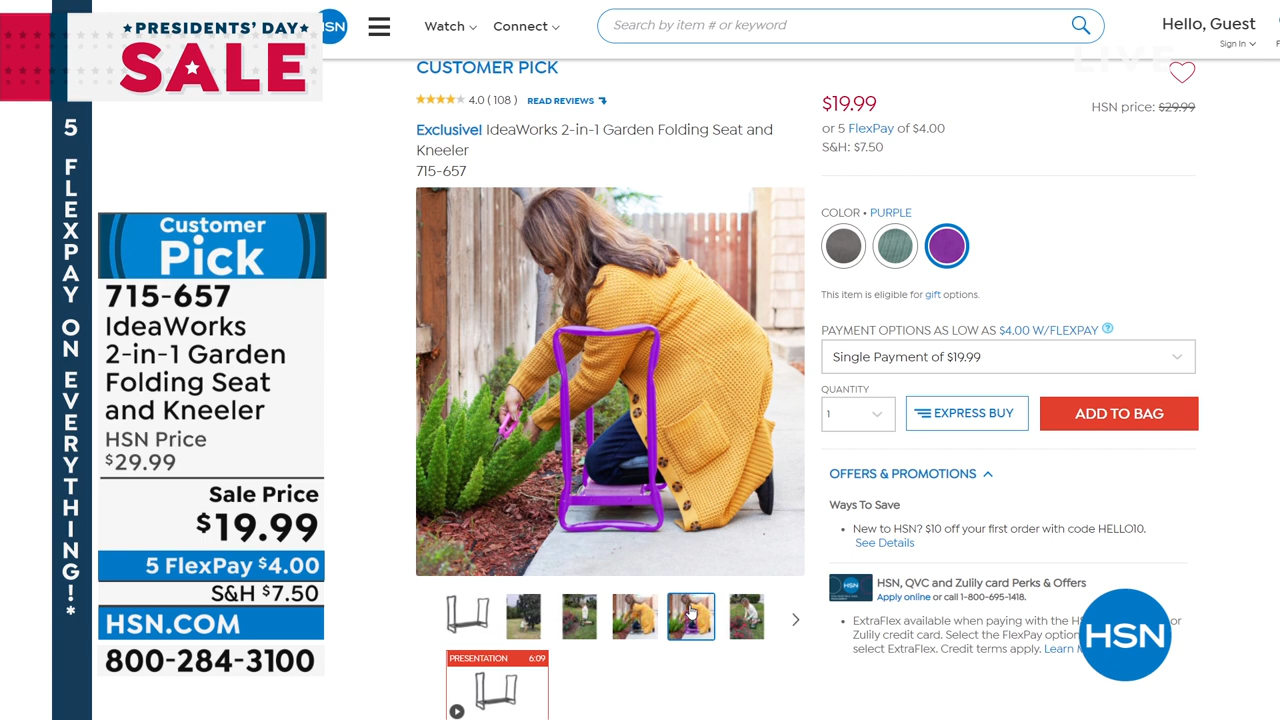 PRESIDENTS' DAY
SALE
5 FLEXPAY ON EVERYTHING!*
Customer
Pick
715-657
IdeaWorks
2-in-1 Garden
Folding Seat
and Kneeler
HSN Price
$29.99
Sale Price
$19.99
5 FlexPay $4.00
S&H $7.50
HSN.COM
800-284-3100
HSN
Watch
Connect
Search by item # or keyword
Hello, Guest
Sign In
LIVE
CUSTOMER PICK
4.0 ( 108 ) READ REVIEWS
Exclusive! IdeaWorks 2-in-1 Garden Folding Seat and
Kneeler
715-657
PRESENTATION 6:09
$19.99
HSN price: $29.99
or 5 FlexPay of $4.00
S&H: $7.50
COLOR • PURPLE
This item is eligible for gift options.
PAYMENT OPTIONS AS LOW AS $4.00 W/FLEXPAY ?
Single Payment of $19.99
QUANTITY
1
EXPRESS BUY
ADD TO BAG
OFFERS & PROMOTIONS
Ways To Save
• New to HSN? $10 off your first order with code HELLO10.
See Details
HSN, QVC and Zulily card Perks & Offers
Apply online or call 1-800-695-1418.
• ExtraFlex available when paying with the or
Zulily credit card. Select the FlexPay
select ExtraFlex. Credit terms apply.
HSN